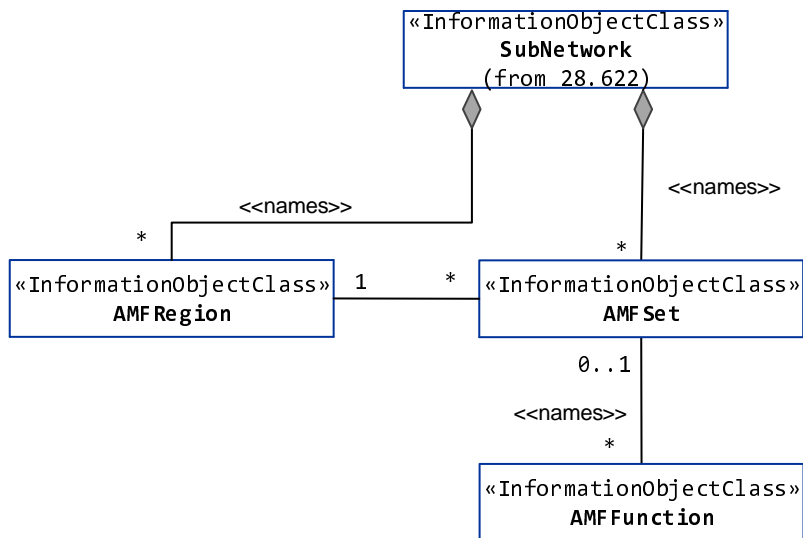 «InformationObjectClass»
SubNetwork
(from 28.622)
<<names>>
<<names>>
*
*
«InformationObjectClass»
AMFRegion
1
*
«InformationObjectClass»
AMFSet
0..1
<<names>>
*
«InformationObjectClass»
AMFFunction